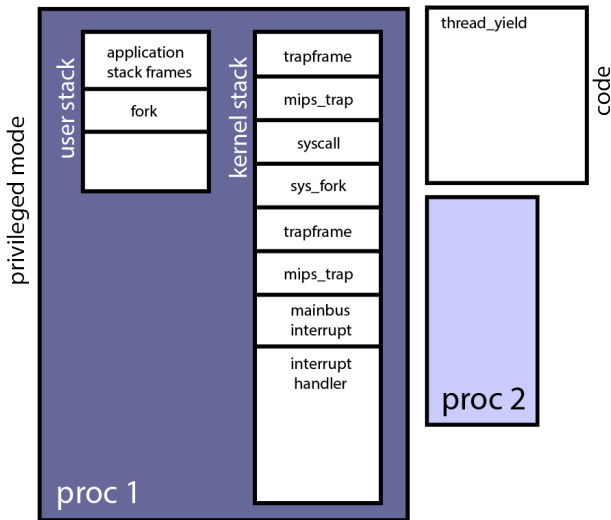 privileged mode
user stack
application
stack frames
fork
kernel stack
trapframe
mips_trap
syscall
sys_fork
trapframe
mips_trap
mainbus
interrupt
interrupt
handler
proc 1
thread_yield
code
proc 2